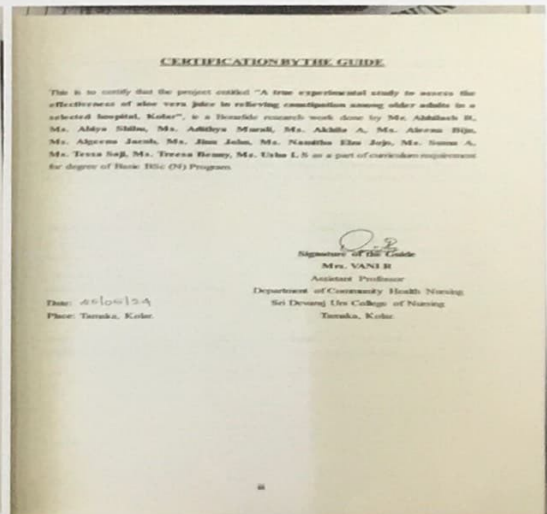 CERTIFICATION BY THE GUIDE
This is to certify that the project entitled "A true experimental study to assess the
effectiveness of aloe vera juice in relieving constipation among older adults in a
selected hospital, Kolar", is a Bonafide research work done by Mr. Abhilash R,
Ms. Abiya Shibu, Ms. Adithya Murali, Ms. Akhila A, Ms. Aleena Bijo,
Ms. Algeena Jacob, Ms. Jinu John, Ms. Namitha Elsa Jojo, Ms. Sumu A,
Ms. Tessa Saji, Ms. Treesa Benny, Ms. Usha L S as a part of curriculum requirement
for degree of Basic BSc (N) Program
Signature of the Guide
Mrs. VANI R
Assistant Professor
Department of Community Health Nursing
Date:
Sri Devaraj Urs College of Nursing
Place: Tamaka, Kolar
Tamaka, Kolar.
iii